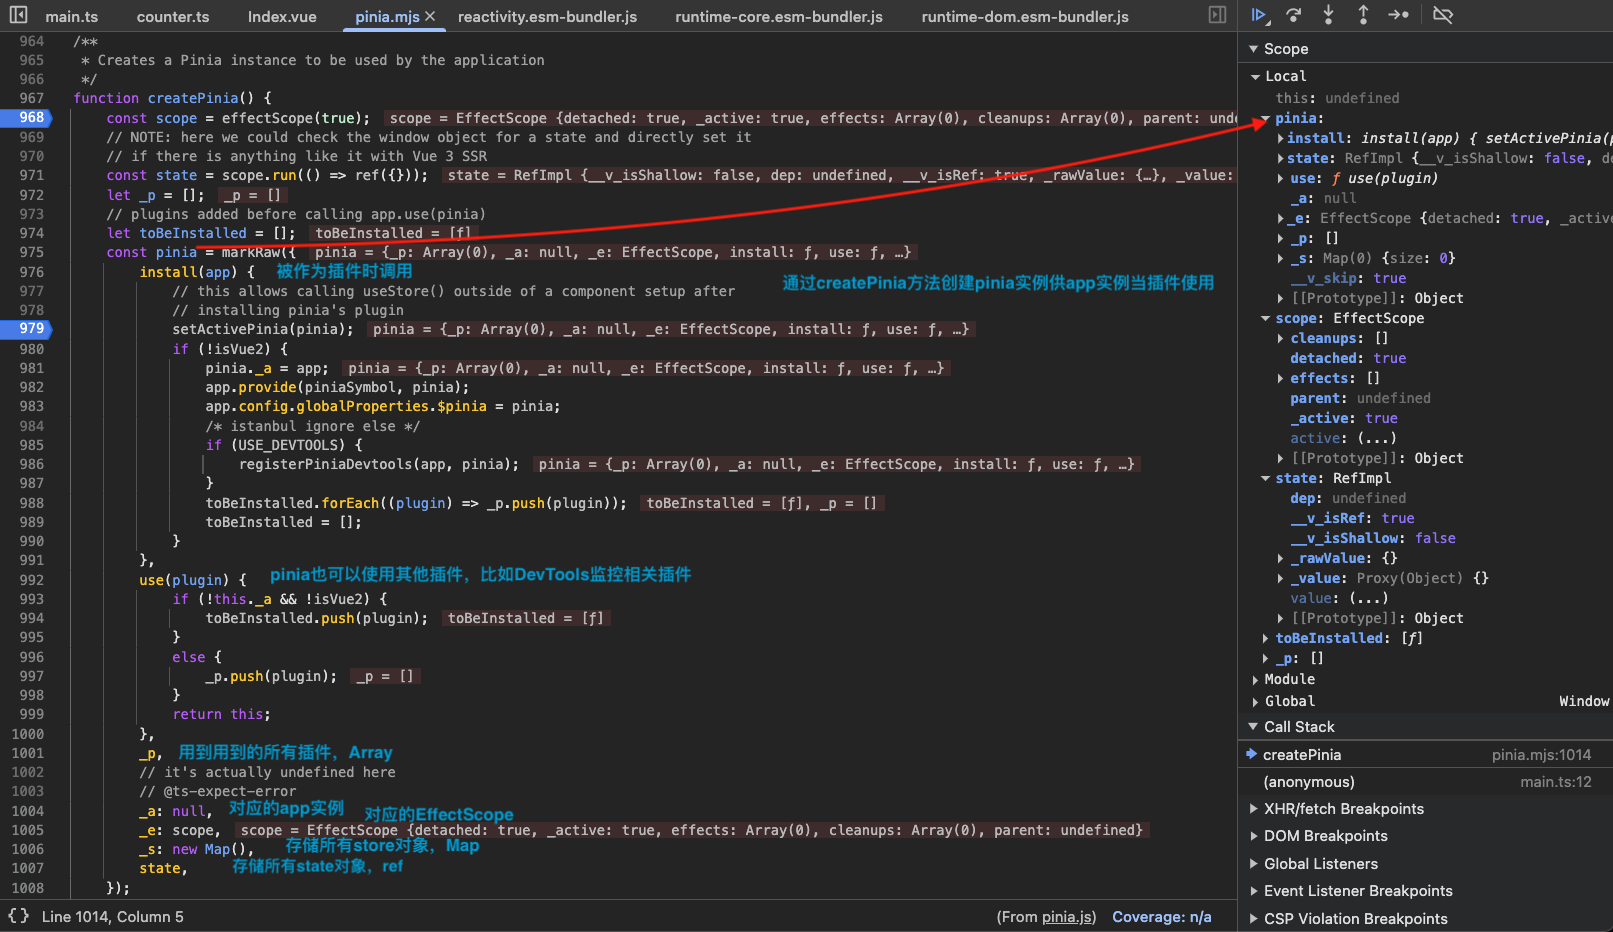 main.ts counter.ts Index.vue pinia.mjs reactivity.esm-bundler.js runtime-core.esm-bundler.js runtime-dom.esm-bundler.js
964 /**
965 * Creates a Pinia instance to be used by the application
966 */
967 function createPinia() {
968 const scope = effectScope(true); scope = EffectScope {detached: true, _active: true, effects: Array(0), cleanups: Array(0), parent: unde
969 // NOTE: here we could check the window object for a state and directly set it
970 // if there is anything like it with Vue 3 SSR
971 const state = scope.run(() => ref({})); state = RefImpl {__v_isShallow: false, dep: undefined, __v_isRef: true, _rawValue: {…}, _value:
972 let _p = []; _p = []
973 // plugins added before calling app.use(pinia)
974 let toBeInstalled = []; toBeInstalled = [ƒ]
975 const pinia = markRaw({ pinia = {_p: Array(0), _a: null, _e: EffectScope, install: ƒ, use: ƒ, …}
976 install(app) { 被作为插件时调用
977 // this allows calling useStore() outside of a component setup after 通过createPinia方法创建pinia实例供app实例当插件使用
978 // installing pinia's plugin
979 setActivePinia(pinia); pinia = {_p: Array(0), _a: null, _e: EffectScope, install: ƒ, use: ƒ, …}
980 if (!isVue2) {
981 pinia._a = app; pinia = {_p: Array(0), _a: null, _e: EffectScope, install: ƒ, use: ƒ, …}
982 app.provide(piniaSymbol, pinia);
983 app.config.globalProperties.$pinia = pinia;
984 /* istanbul ignore else */
985 if (USE_DEVTOOLS) {
986 registerPiniaDevtools(app, pinia); pinia = {_p: Array(0), _a: null, _e: EffectScope, install: ƒ, use: ƒ, …}
987 }
988 toBeInstalled.forEach((plugin) => _p.push(plugin)); toBeInstalled = [ƒ], _p = []
989 toBeInstalled = [];
990 }
991 },
992 use(plugin) { pinia也可以使用其他插件，比如DevTools监控相关插件
993 if (!this._a && !isVue2) {
994 toBeInstalled.push(plugin); toBeInstalled = [ƒ]
995 }
996 else {
997 _p.push(plugin); _p = []
998 }
999 return this;
1000 },
1001 _p, 用到用到的所有插件，Array
1002 // it's actually undefined here
1003 // @ts-expect-error
1004 _a: null, 对应的app实例 对应的EffectScope
1005 _e: scope, scope = EffectScope {detached: true, _active: true, effects: Array(0), cleanups: Array(0), parent: undefined}
1006 _s: new Map(), 存储所有store对象，Map
1007 state, 存储所有state对象，ref
1008 });
{} Line 1014, Column 5 (From pinia.js) Coverage: n/a
Scope
Local
this: undefined
pinia:
install: install(app) { setActivePinia(p
state: RefImpl {__v_isShallow: false, de
use: ƒ use(plugin)
_a: null
_e: EffectScope {detached: true, _active
_p: []
_s: Map(0) {size: 0}
__v_skip: true
[[Prototype]]: Object
scope: EffectScope
cleanups: []
detached: true
effects: []
parent: undefined
_active: true
active: (...)
[[Prototype]]: Object
state: RefImpl
dep: undefined
__v_isRef: true
__v_isShallow: false
_rawValue: {}
_value: Proxy(Object) {}
value: (...)
[[Prototype]]: Object
toBeInstalled: [ƒ]
_p: []
Module
Global Window
Call Stack
createPinia pinia.mjs:1014
(anonymous) main.ts:12
XHR/fetch Breakpoints
DOM Breakpoints
Global Listeners
Event Listener Breakpoints
CSP Violation Breakpoints